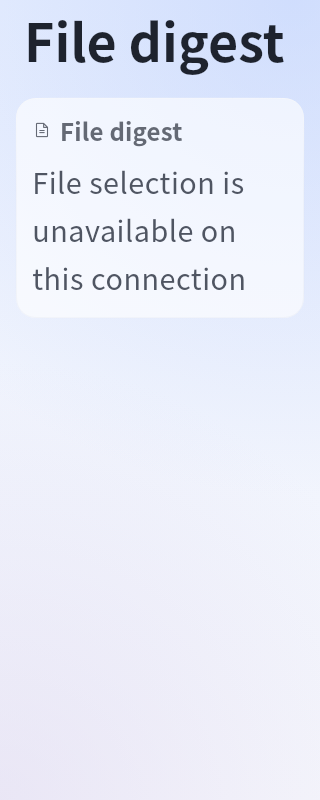 File digest
File digest
File selection is
unavailable on
this connection